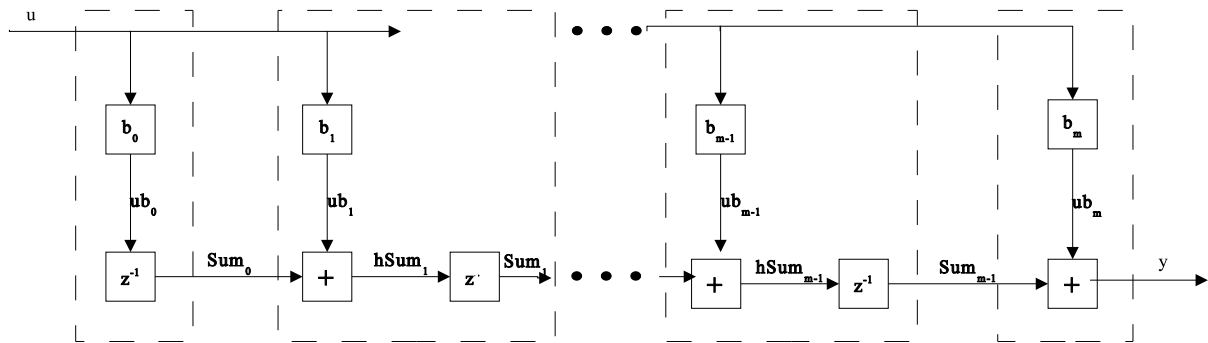 u
b₀
b₁
bₘ₋₁
bₘ
ub₀
ub₁
ubₘ₋₁
ubₘ
z⁻¹
Sum₀
+
hSum₁
z⁻
Sum₁
+
hSumₘ₋₁
z⁻¹
Sumₘ₋₁
+
y